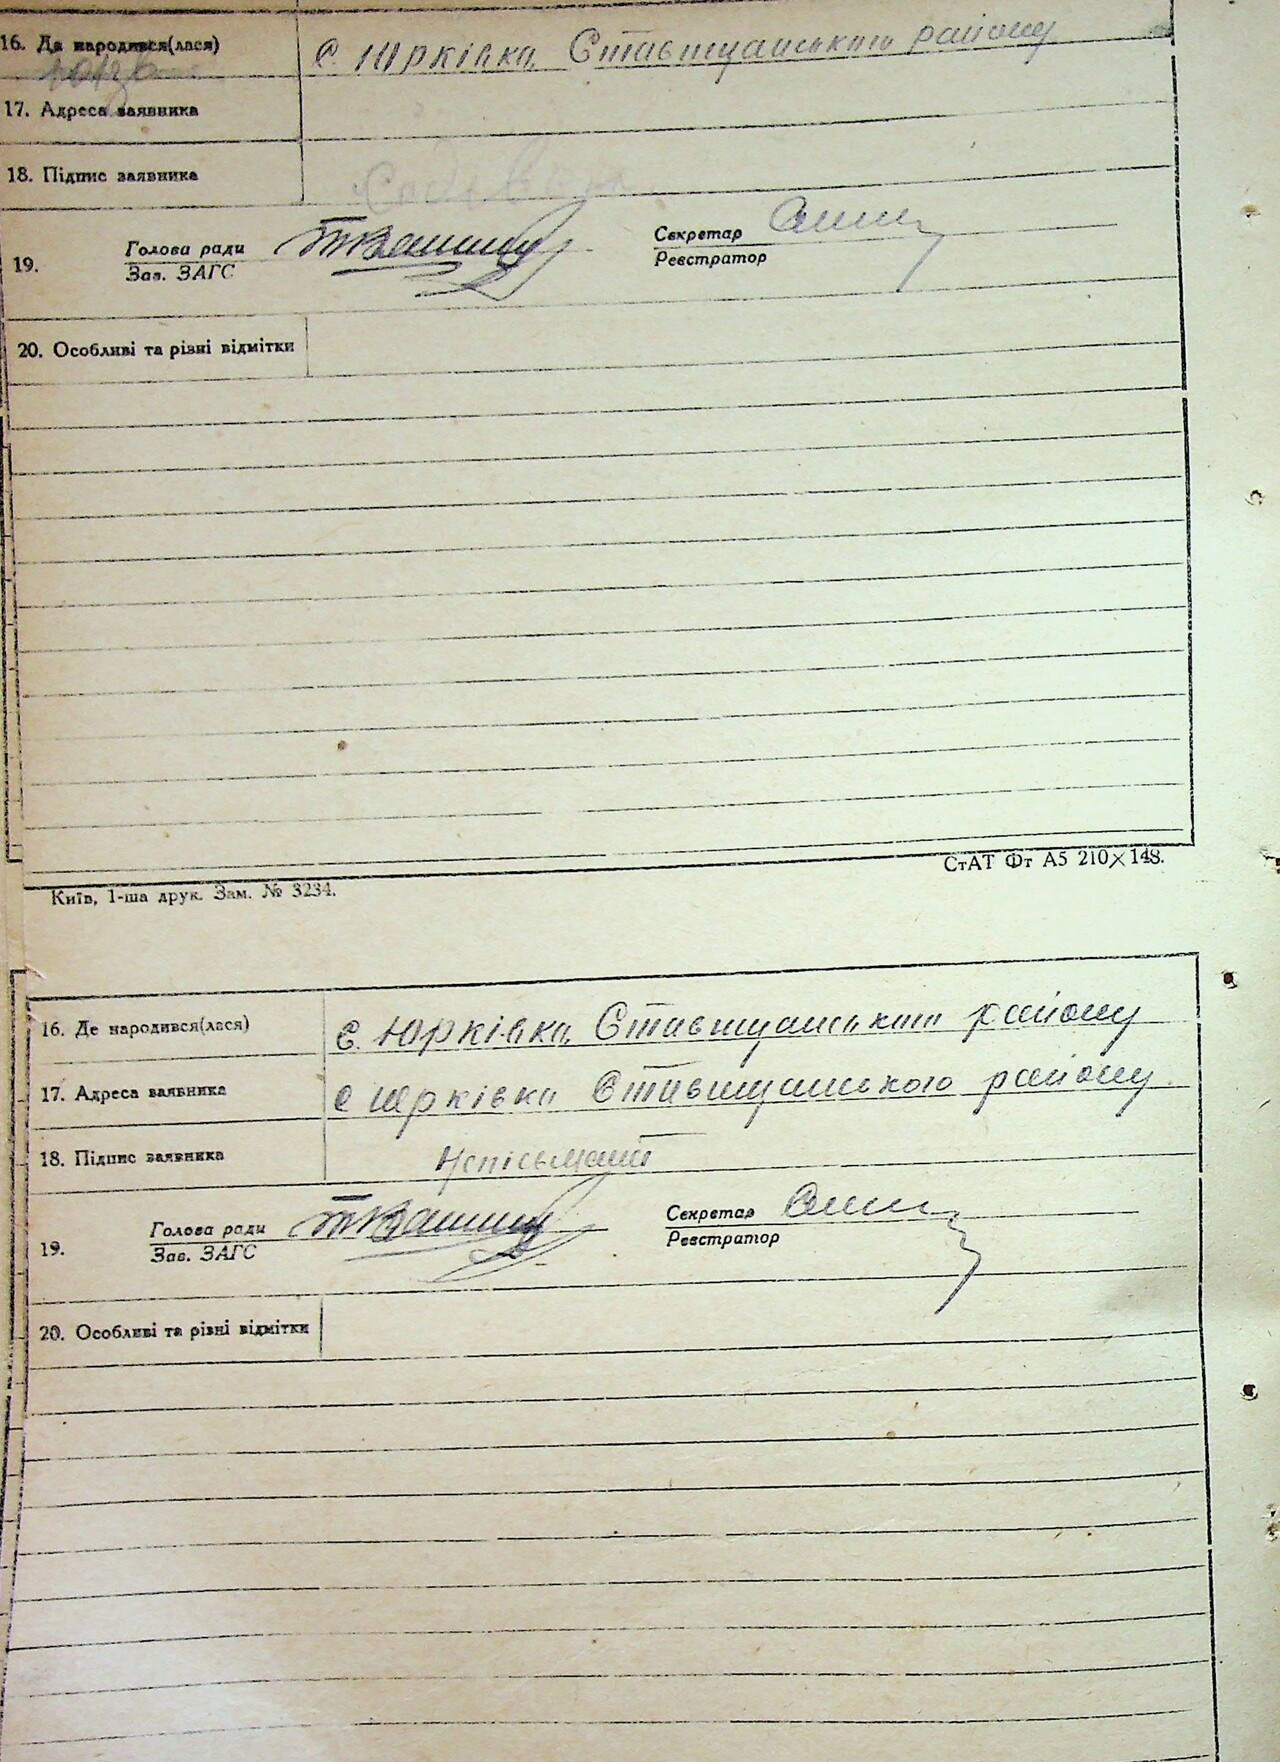 16. Де народився(лася) с Юрківка, Ставищанського району
17. Адреса заявника
18. Підпис заявника
19. Голова ради Секретар
Зав. ЗАГС Реєстратор
20. Особливі та різні відмітки
СтАТ Фт А5 210×148.
Київ, 1-ша друк. Зам. № 3234.
16. Де народився(лася) с. Юрківка, Ставищанського району
17. Адреса заявника с Юрківка Ставищанського району
18. Підпис заявника неписьмений
19. Голова ради Секретар
Зав. ЗАГС Реєстратор
20. Особливі та різні відмітки